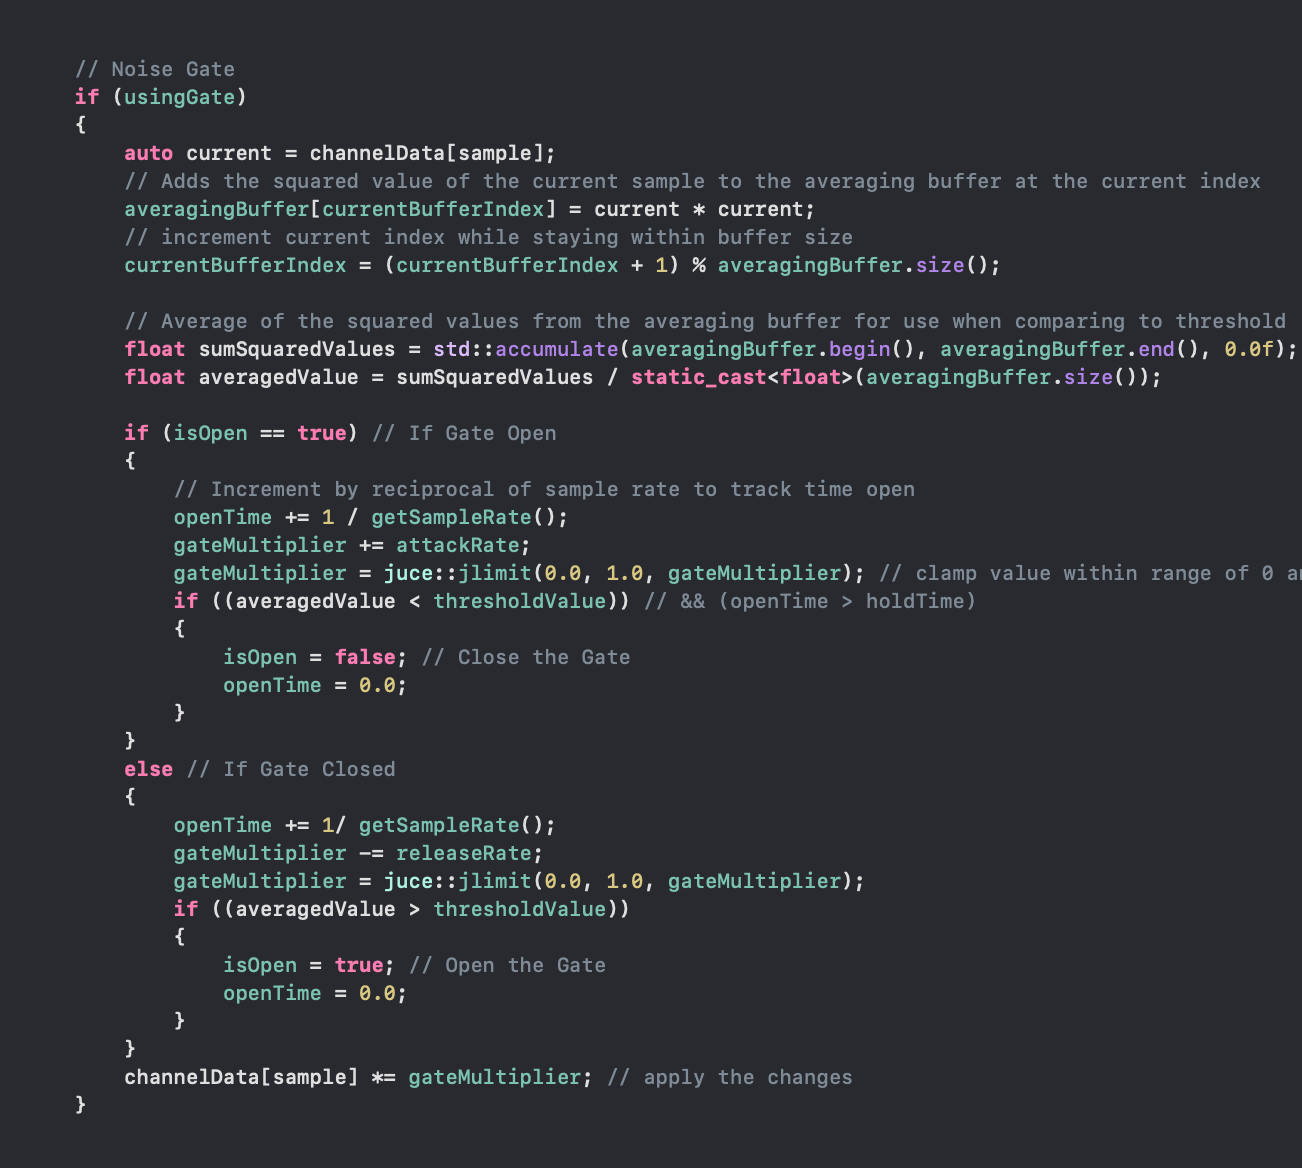 // Noise Gate
if (usingGate)
{
    auto current = channelData[sample];
    // Adds the squared value of the current sample to the averaging buffer at the current index
    averagingBuffer[currentBufferIndex] = current * current;
    // increment current index while staying within buffer size
    currentBufferIndex = (currentBufferIndex + 1) % averagingBuffer.size();

    // Average of the squared values from the averaging buffer for use when comparing to threshold
    float sumSquaredValues = std::accumulate(averagingBuffer.begin(), averagingBuffer.end(), 0.0f);
    float averagedValue = sumSquaredValues / static_cast<float>(averagingBuffer.size());

    if (isOpen == true) // If Gate Open
    {
        // Increment by reciprocal of sample rate to track time open
        openTime += 1 / getSampleRate();
        gateMultiplier += attackRate;
        gateMultiplier = juce::jlimit(0.0, 1.0, gateMultiplier); // clamp value within range of 0
        if ((averagedValue < thresholdValue)) // && (openTime > holdTime)
        {
            isOpen = false; // Close the Gate
            openTime = 0.0;
        }
    }
    else // If Gate Closed
    {
        openTime += 1/ getSampleRate();
        gateMultiplier -= releaseRate;
        gateMultiplier = juce::jlimit(0.0, 1.0, gateMultiplier);
        if ((averagedValue > thresholdValue))
        {
            isOpen = true; // Open the Gate
            openTime = 0.0;
        }
    }
    channelData[sample] *= gateMultiplier; // apply the changes
}